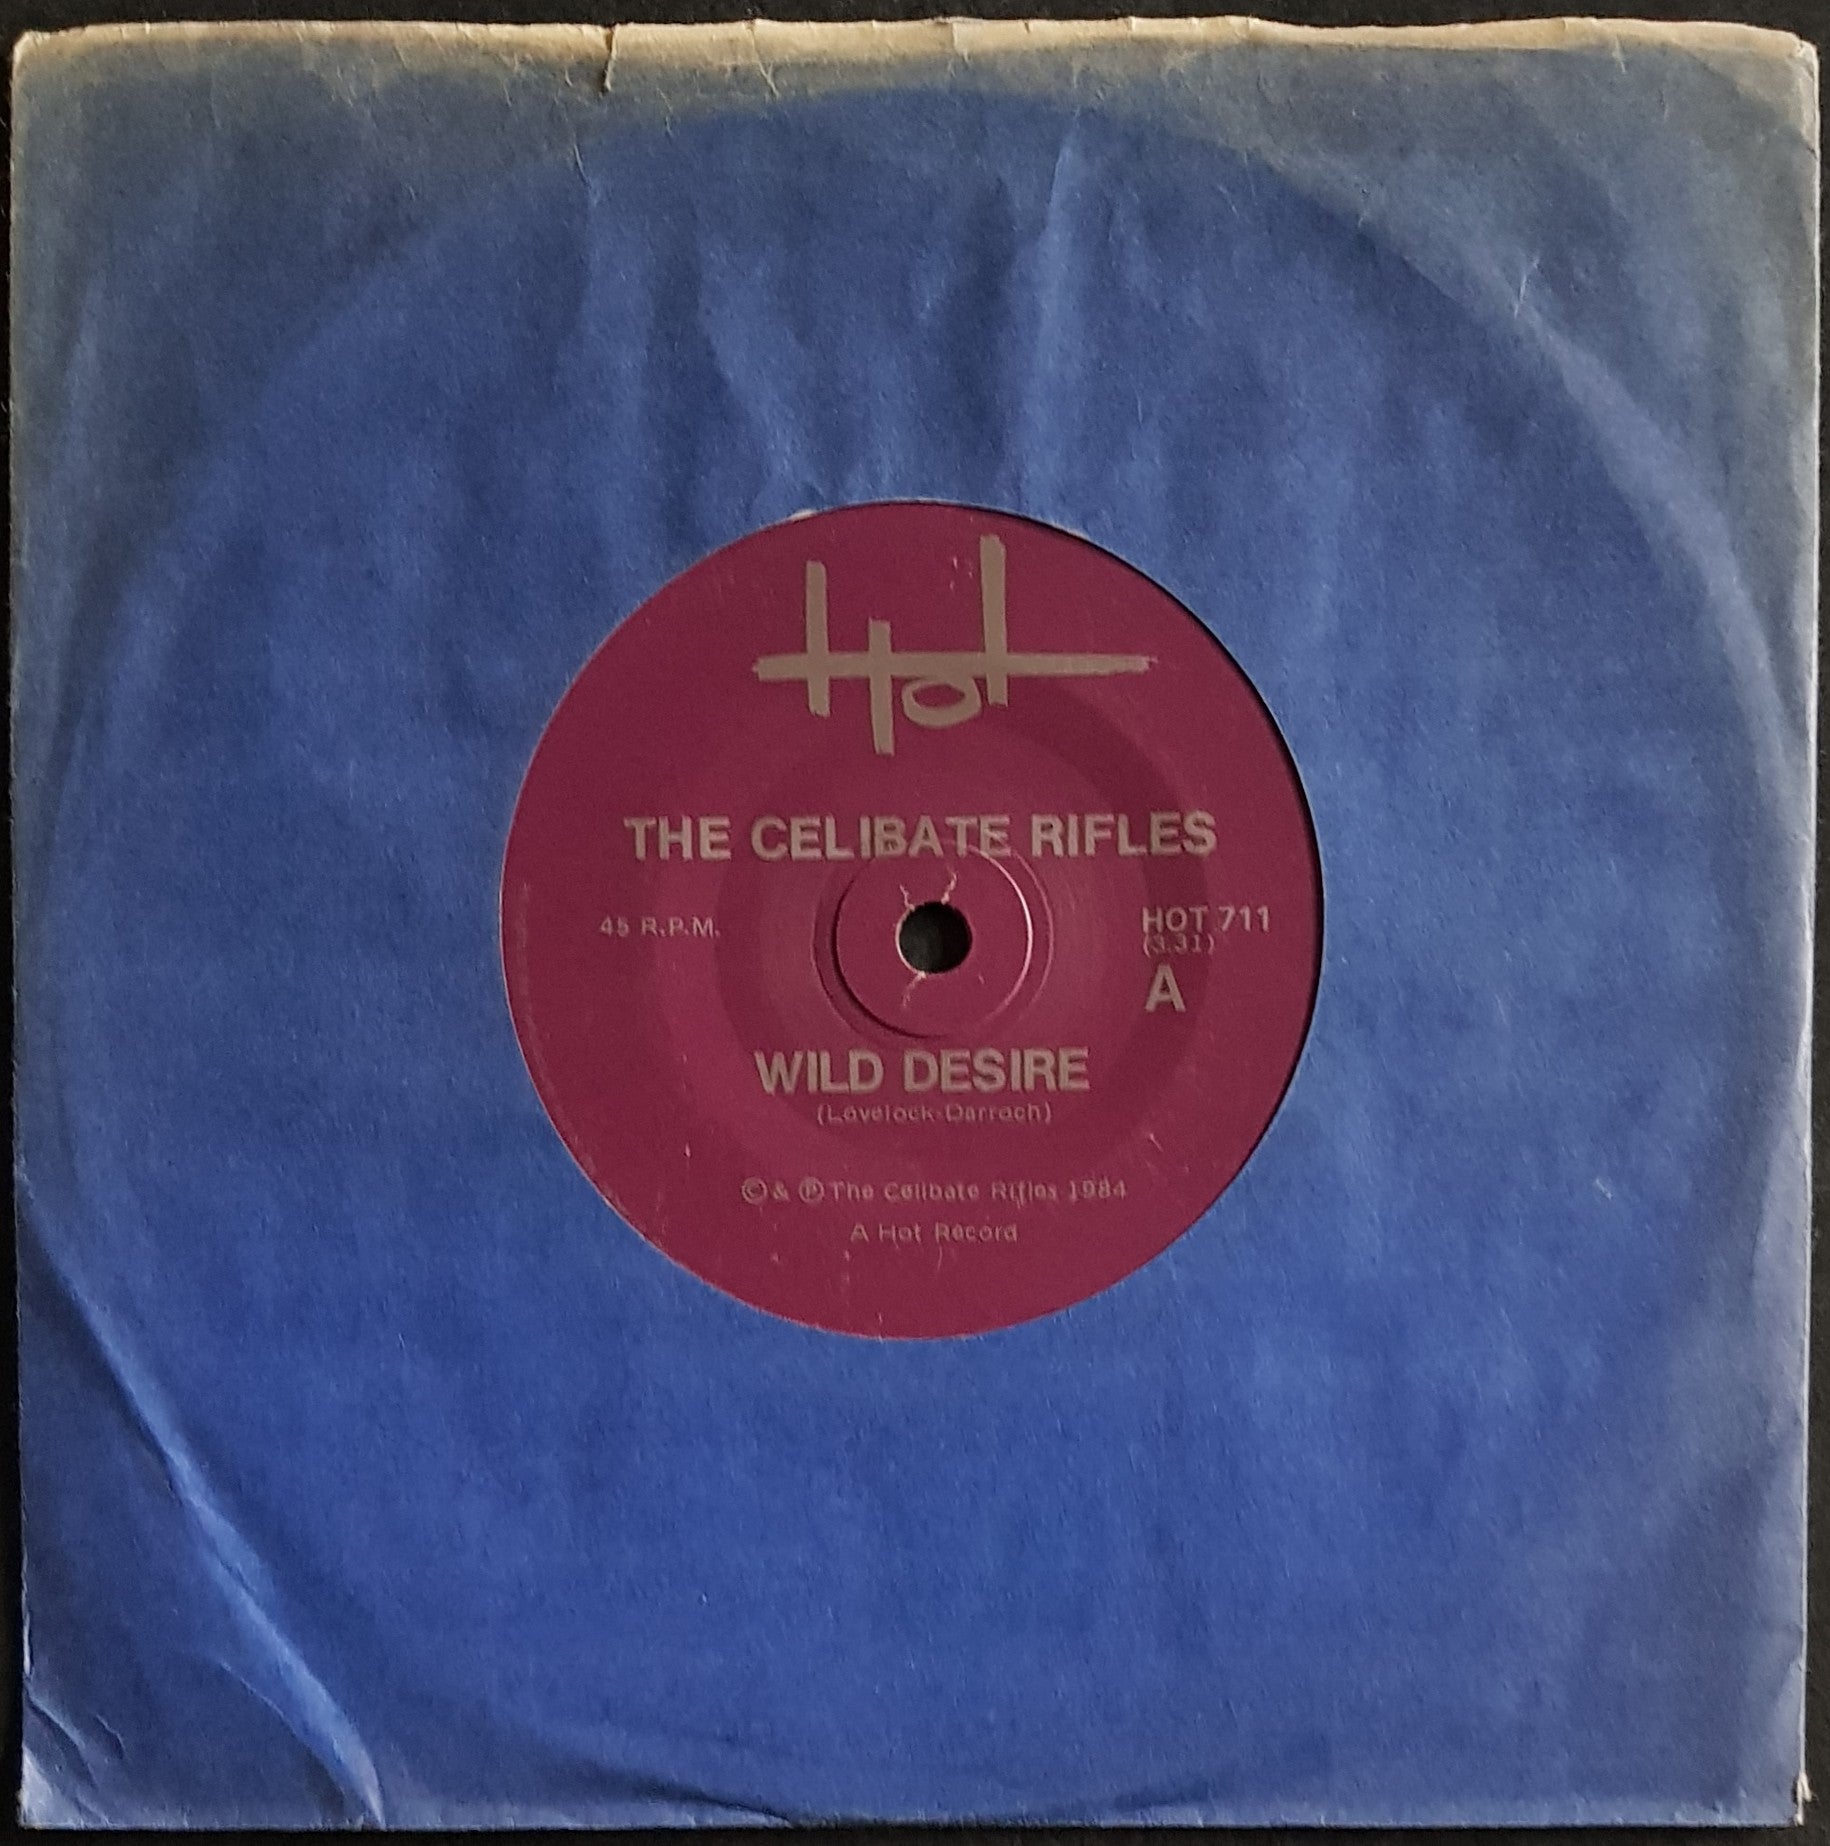 Hot
THE CELIBATE RIFLES
45 R.P.M.
HOT 711
(3.31)
A
WILD DESIRE
(Lovelock-Darroch)
© & ℗ The Celibate Rifles 1984
A Hot Record